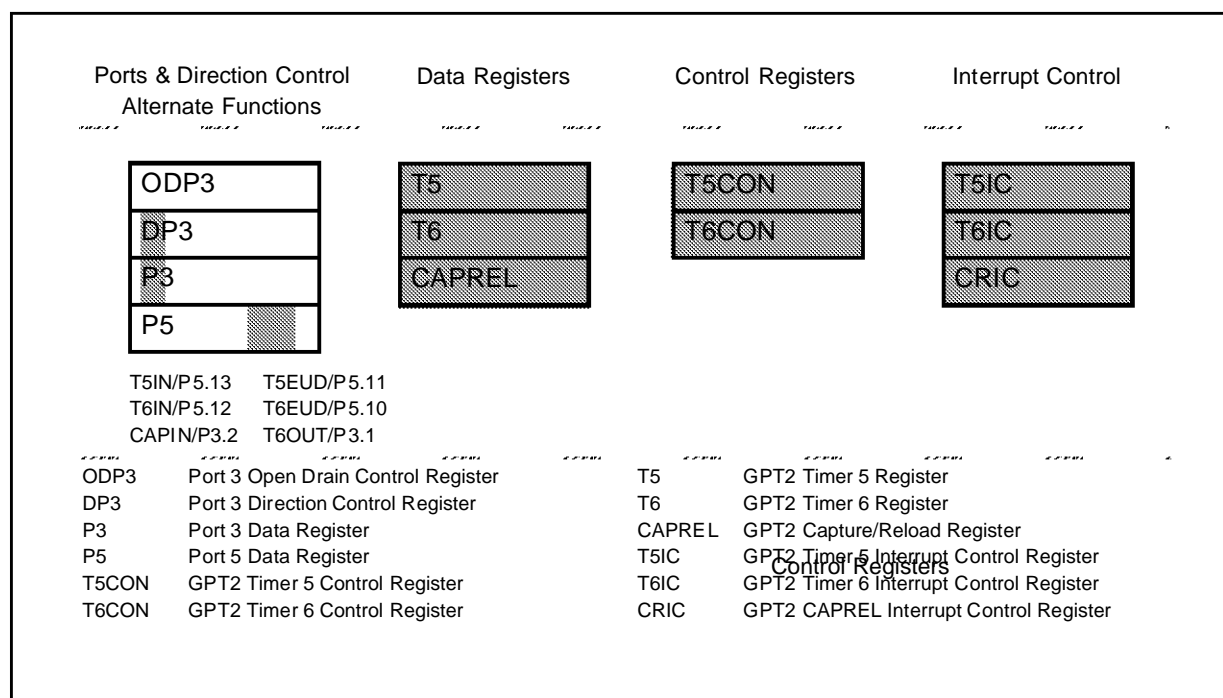 Ports & Direction Control
Alternate Functions
Data Registers
Control Registers
Interrupt Control
ODP3
DP3
P3
P5
T5
T6
CAPREL
T5CON
T6CON
T5IC
T6IC
CRIC
T5IN/P5.13 T5EUD/P5.11
T6IN/P5.12 T6EUD/P5.10
CAPIN/P3.2 T6OUT/P3.1
ODP3 Port 3 Open Drain Control Register
DP3 Port 3 Direction Control Register
P3 Port 3 Data Register
P5 Port 5 Data Register
T5CON GPT2 Timer 5 Control Register
T6CON GPT2 Timer 6 Control Register
T5 GPT2 Timer 5 Register
T6 GPT2 Timer 6 Register
CAPREL GPT2 Capture/Reload Register
T5IC GPT2 Timer 5 Interrupt Control Register
Control Registers
T6IC GPT2 Timer 6 Interrupt Control Register
CRIC GPT2 CAPREL Interrupt Control Register